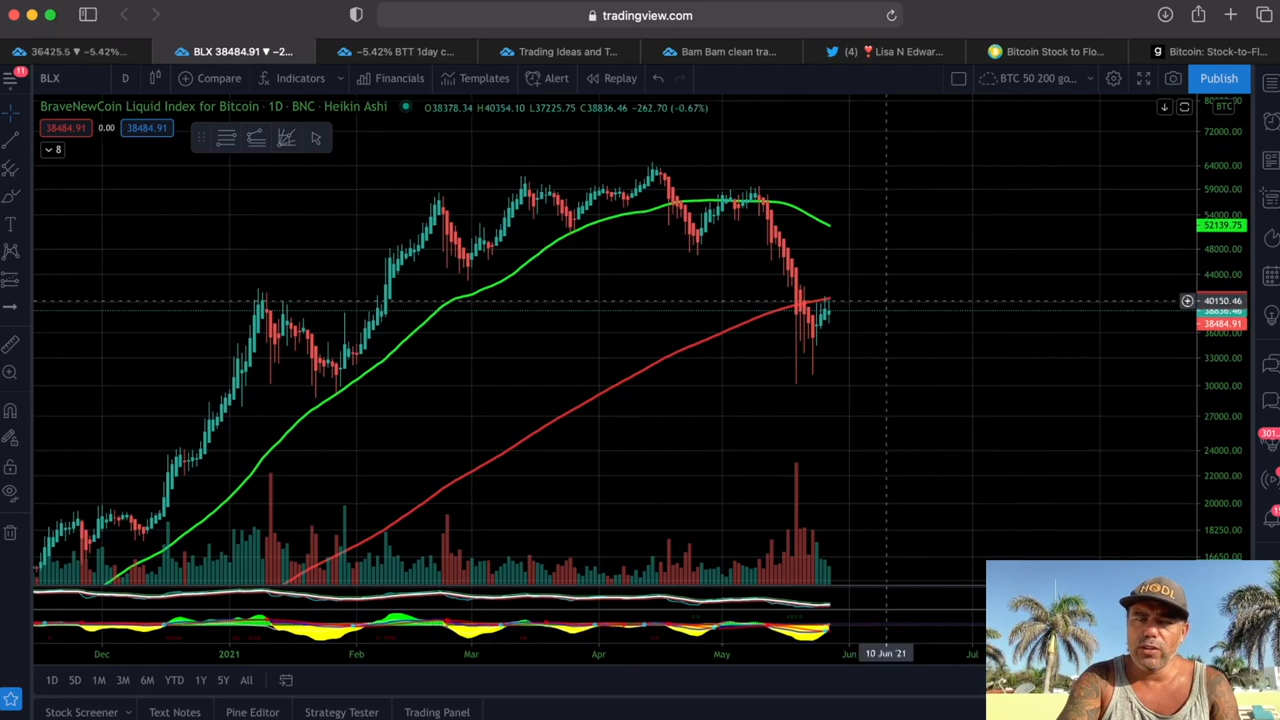 tradingview.com
36425.5 ▼ −5.42%...
BLX 38484.91 ▼ −2...
−5.42% BTT 1day c...
Trading Ideas and T...
Bam Bam clean tra...
(4) Lisa N Edwar...
Bitcoin Stock to Flo...
Bitcoin: Stock-to-Fl...
11
BLX
D
Compare
Indicators
Financials
Templates
Alert
Replay
BTC 50 200 go...
Publish
BraveNewCoin Liquid Index for Bitcoin · 1D · BNC · Heikin Ashi
O38378.34 H40354.10 L37225.75 C38836.46 −262.70 (−0.67%)
BTC
38484.91
0.00
38484.91
8
80000.00
72000.00
64000.00
59000.00
54000.00
52139.75
48000.00
44000.00
40150.46
38836.46
38484.91
36000.00
33000.00
30000.00
27000.00
24000.00
22000.00
20000.00
18250.00
16650.00
301
HODL
Dec
2021
Feb
Mar
Apr
May
Jun
10 Jun '21
Jul
1D
5D
1M
3M
6M
YTD
1Y
5Y
All
Stock Screener
Text Notes
Pine Editor
Strategy Tester
Trading Panel